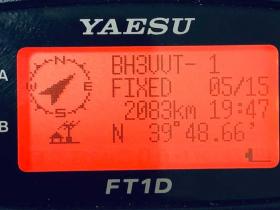 YAESU
A
BH3VVT- 1
N
W E
S
FIXED 05/15
2083km 19:47
B
N 39°48.66'
FT1D